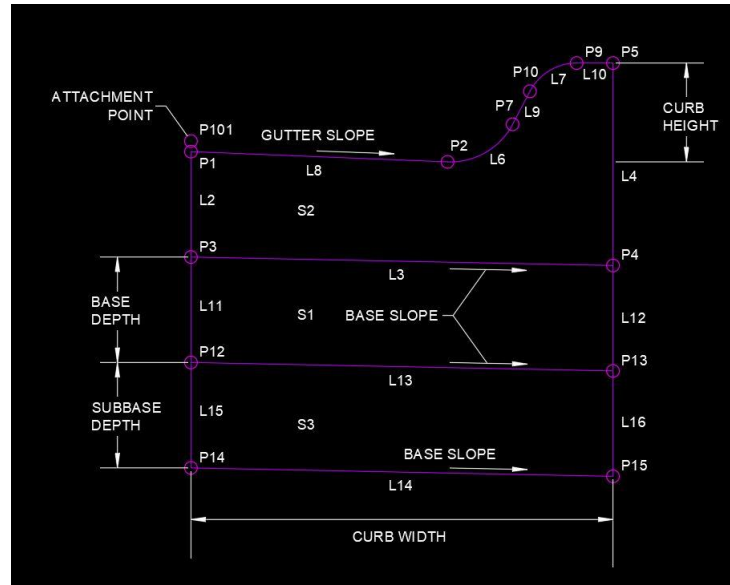 P9
P5
P10
L7
L10
ATTACHMENT
POINT
P101
GUTTER SLOPE
P7
L9
CURB
HEIGHT
P1
P2
L6
L8
L4
L2
S2
P3
P4
L3
BASE
DEPTH
L11
S1
BASE SLOPE
L12
P12
P13
L13
SUBBASE
DEPTH
L15
S3
L16
BASE SLOPE
P14
P15
L14
CURB WIDTH